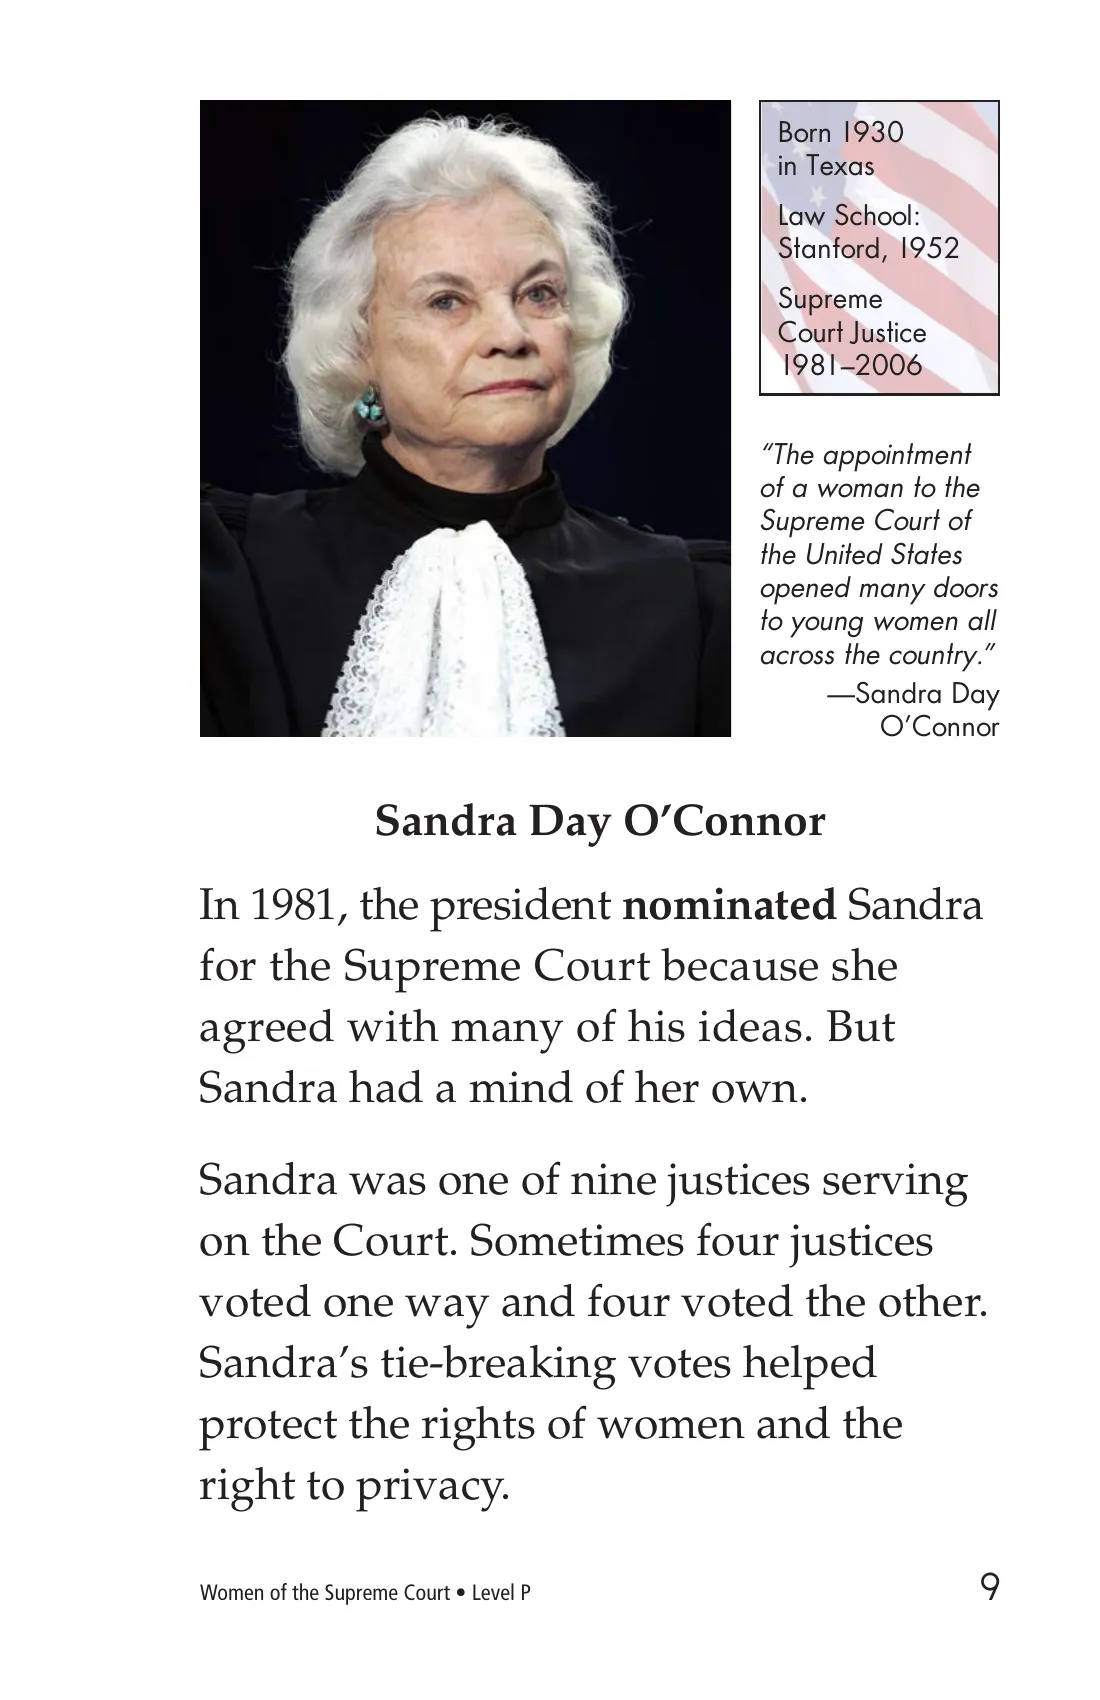 Born 1930
in Texas
Law School:
Stanford, 1952
Supreme
Court Justice
1981–2006
“The appointment
of a woman to the
Supreme Court of
the United States
opened many doors
to young women all
across the country.”
—Sandra Day
O’Connor
Sandra Day O’Connor
In 1981, the president nominated Sandra
for the Supreme Court because she
agreed with many of his ideas. But
Sandra had a mind of her own.
Sandra was one of nine justices serving
on the Court. Sometimes four justices
voted one way and four voted the other.
Sandra’s tie-breaking votes helped
protect the rights of women and the
right to privacy.
Women of the Supreme Court • Level P
9